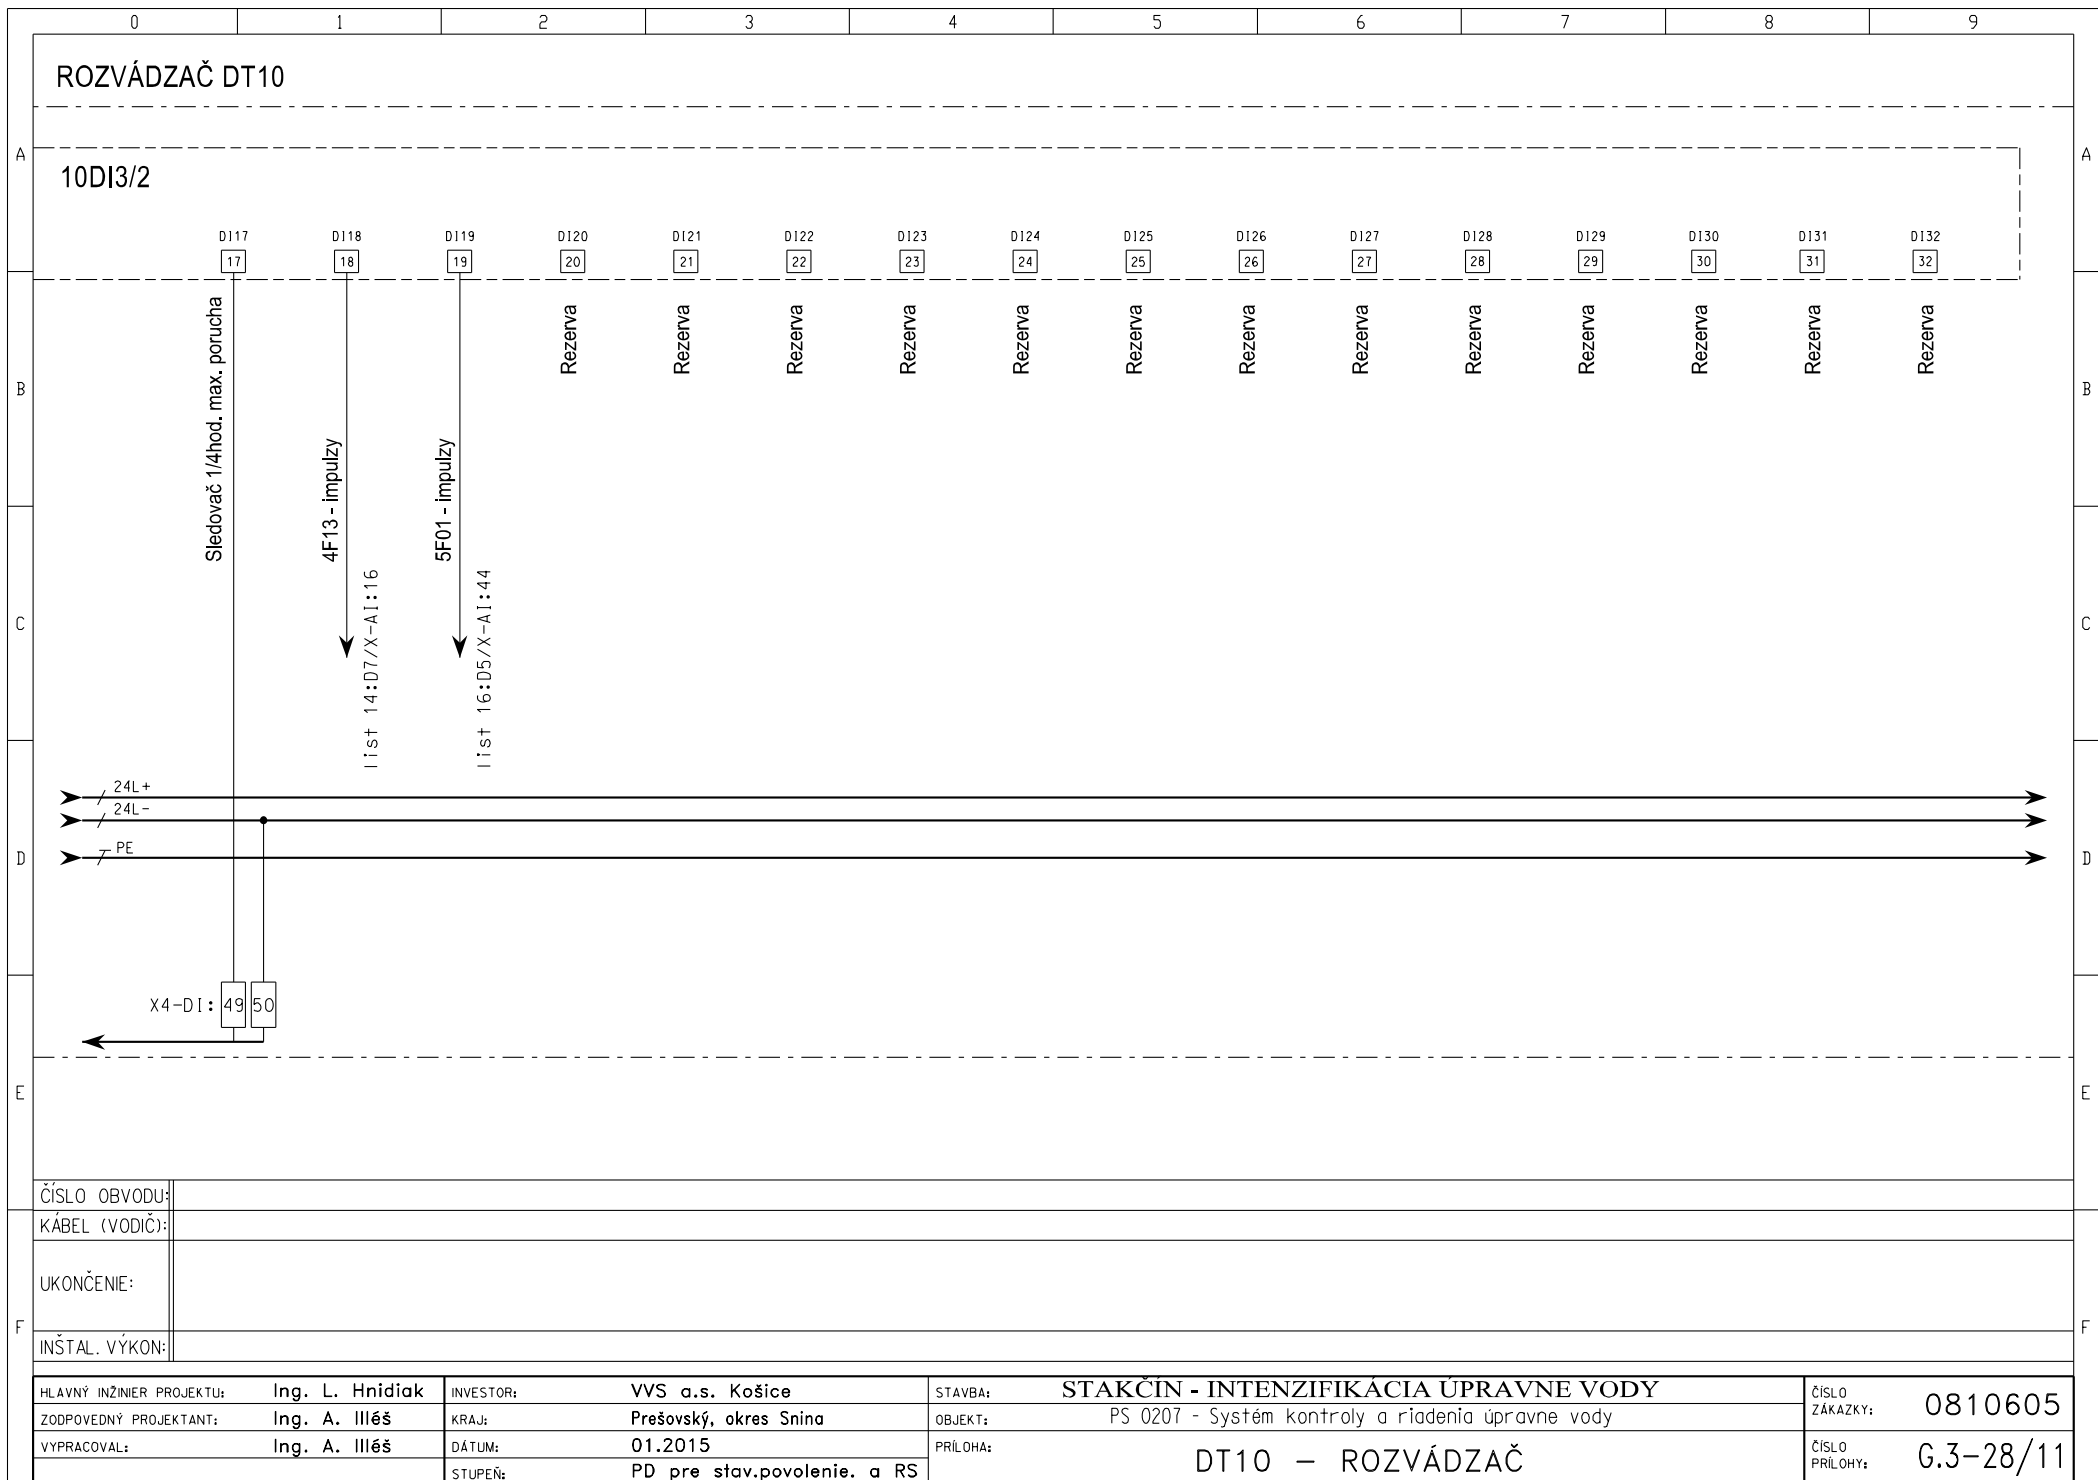 0 1 2 3 4 5 6 7 8 9
ROZVÁDZAČ DT10
A A
10DI3/2
DI17 DI18 DI19 DI20 DI21 DI22 DI23 DI24 DI25 DI26 DI27 DI28 DI29 DI30 DI31 DI32
17 18 19 20 21 22 23 24 25 26 27 28 29 30 31 32
Sledovač 1/4hod. max. porucha
4F13 - impulzy
list 14:D7/X-AI:16
5F01 - impulzy
list 16:D5/X-AI:44
Rezerva Rezerva Rezerva Rezerva Rezerva Rezerva Rezerva Rezerva Rezerva Rezerva Rezerva Rezerva Rezerva
B B
C C
24L+
24L-
PE
D D
X4-DI: 49 50
E E
ČÍSLO OBVODU:
KÁBEL (VODIČ):
UKONČENIE:
F F
INŠTAL. VÝKON:
HLAVNÝ INŽINIER PROJEKTU: Ing. L. Hnidiak
ZODPOVEDNÝ PROJEKTANT: Ing. A. Illéš
VYPRACOVAL: Ing. A. Illéš
INVESTOR: VVS a.s. Košice
KRAJ: Prešovský, okres Snina
DÁTUM: 01.2015
STUPEŇ: PD pre stav.povolenie. a RS
STAVBA: STAKČÍN - INTENZIFIKÁCIA ÚPRAVNE VODY
OBJEKT: PS 0207 - Systém kontroly a riadenia úpravne vody
PRÍLOHA: DT10 – ROZVÁDZAČ
ČÍSLO
ZÁKAZKY: 0810605
ČÍSLO
PRÍLOHY: G.3-28/11